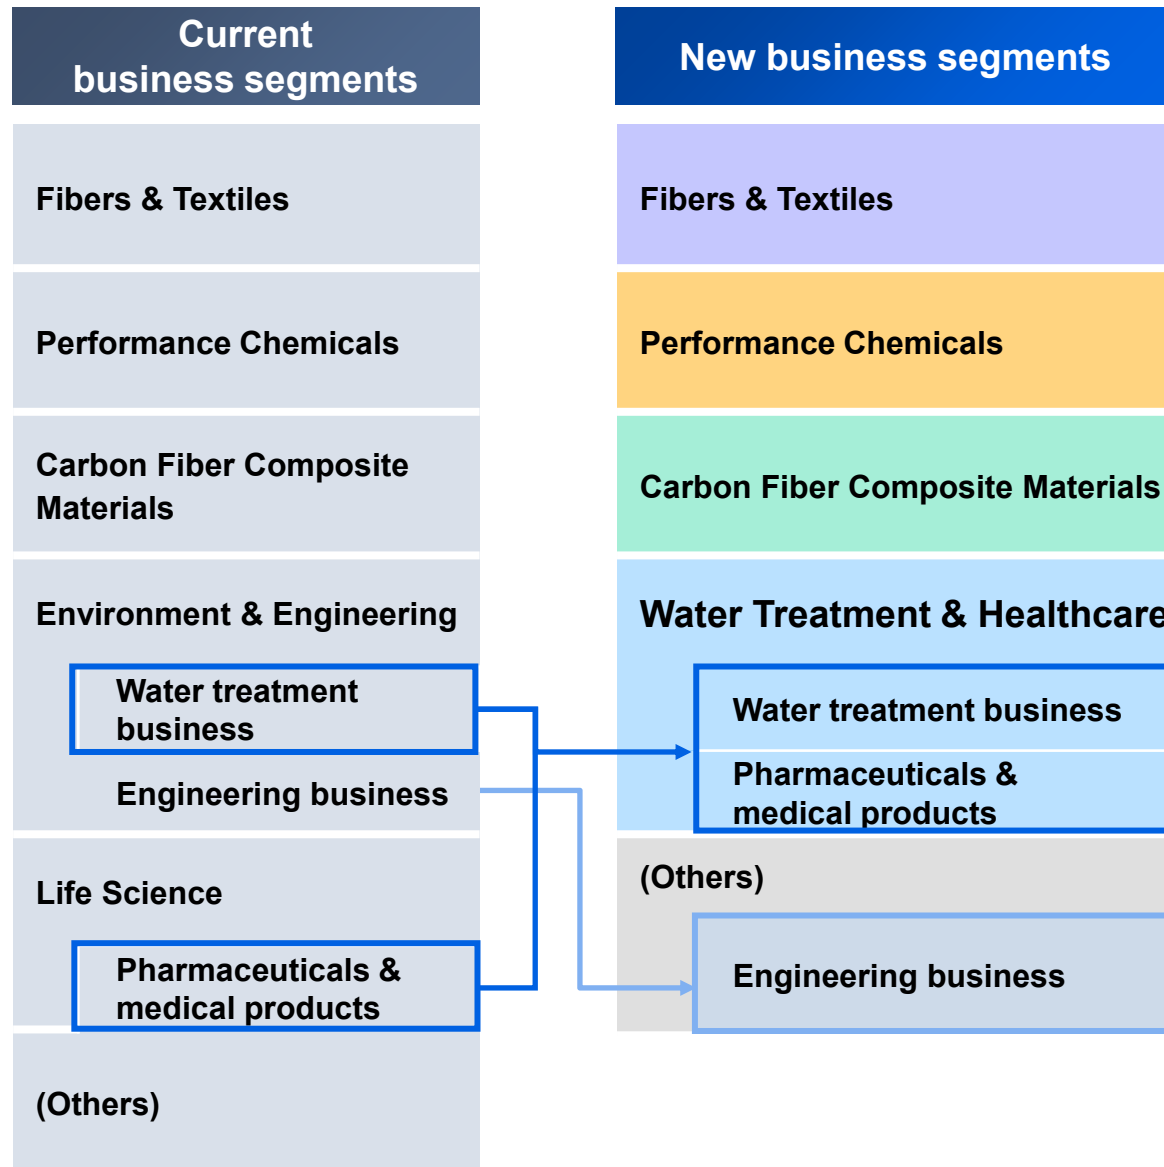 Current
business segments
Fibers & Textiles
Performance Chemicals
Carbon Fiber Composite
Materials
Environment & Engineering
Water treatment
business
Engineering business
Life Science
Pharmaceuticals &
medical products
(Others)
New business segments
Fibers & Textiles
Performance Chemicals
Carbon Fiber Composite Materials
Water Treatment & Healthcare
Water treatment business
Pharmaceuticals &
medical products
(Others)
Engineering business